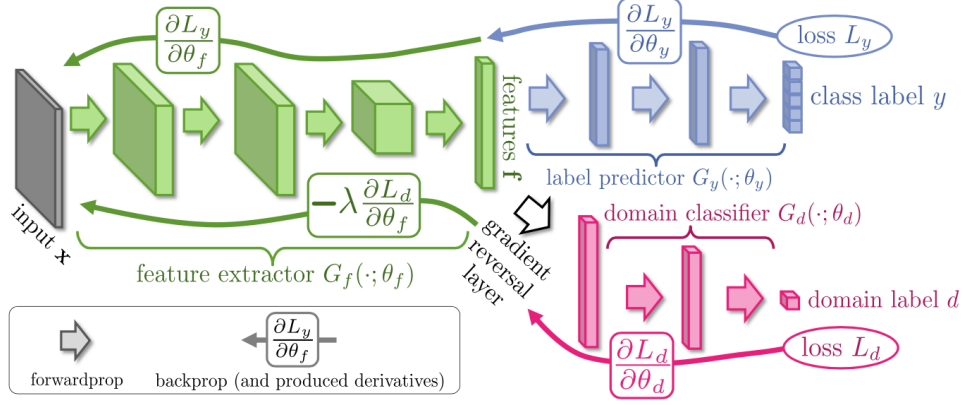 ∂L_y/∂θ_f
∂L_y/∂θ_y
loss L_y
features f
class label y
input x
−λ ∂L_d/∂θ_f
label predictor G_y(·;θ_y)
feature extractor G_f(·;θ_f)
gradient
reversal
layer
domain classifier G_d(·;θ_d)
domain label d
∂L_d/∂θ_d
loss L_d
∂L_y/∂θ_f
forwardprop
backprop (and produced derivatives)